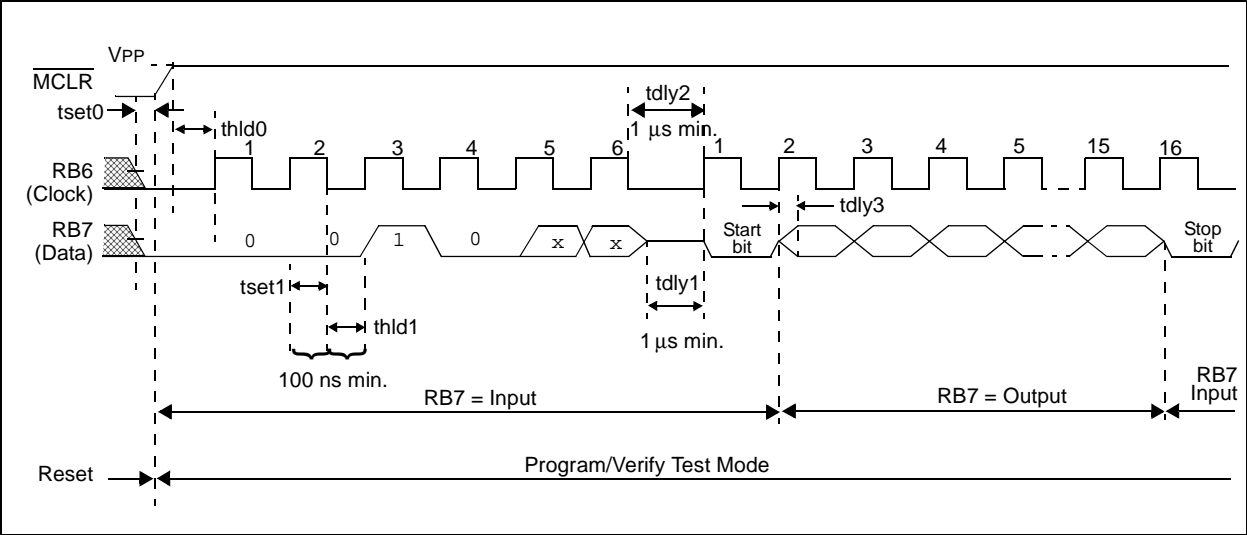 VPP
MCLR
tset0
thld0
tdly2
1 µs min.
RB6
(Clock)
1 2 3 4 5 6 1 2 3 4 5 15 16
tdly3
RB7
(Data)
0 0 1 0 x x
Start
bit
Stop
bit
tset1
thld1
tdly1
1 µs min.
100 ns min.
RB7 = Input
RB7 = Output
RB7
Input
Reset
Program/Verify Test Mode